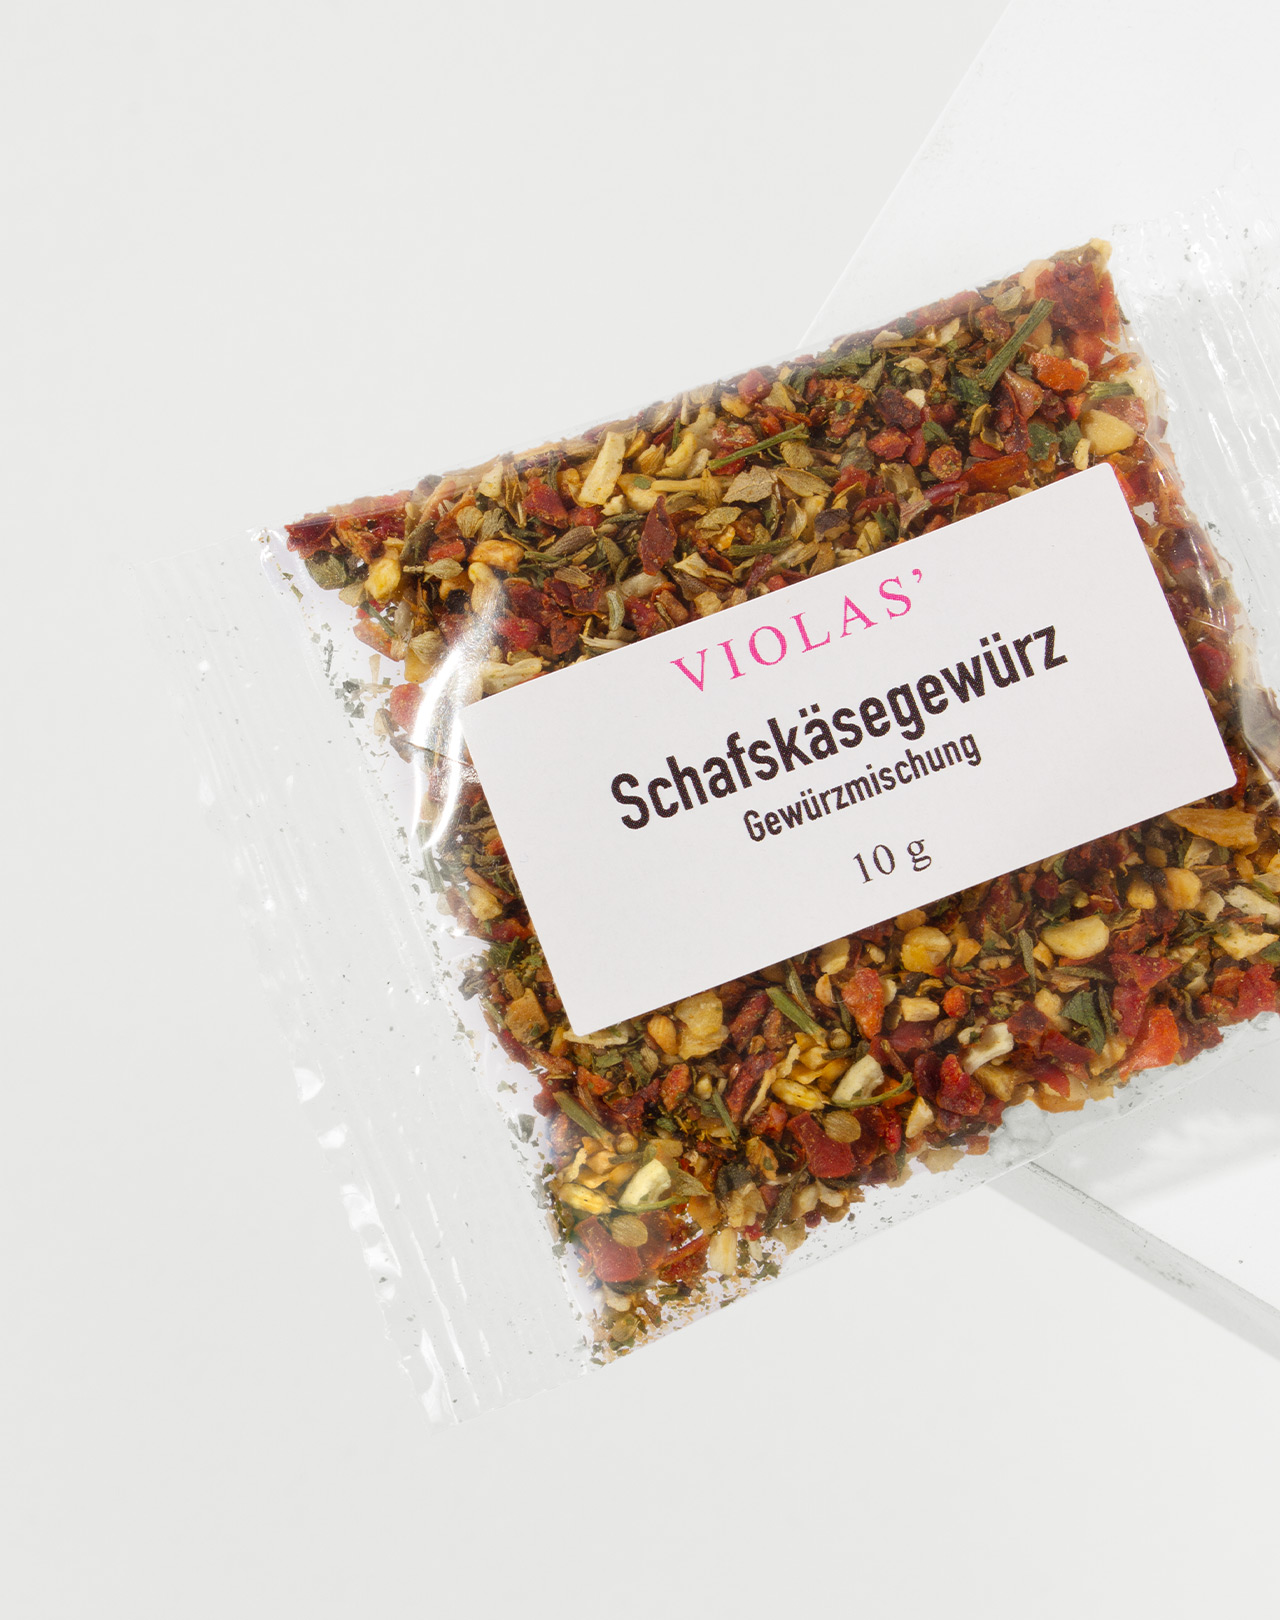 VIOLAS’
Schafskäsegewürz
Gewürzmischung
10 g